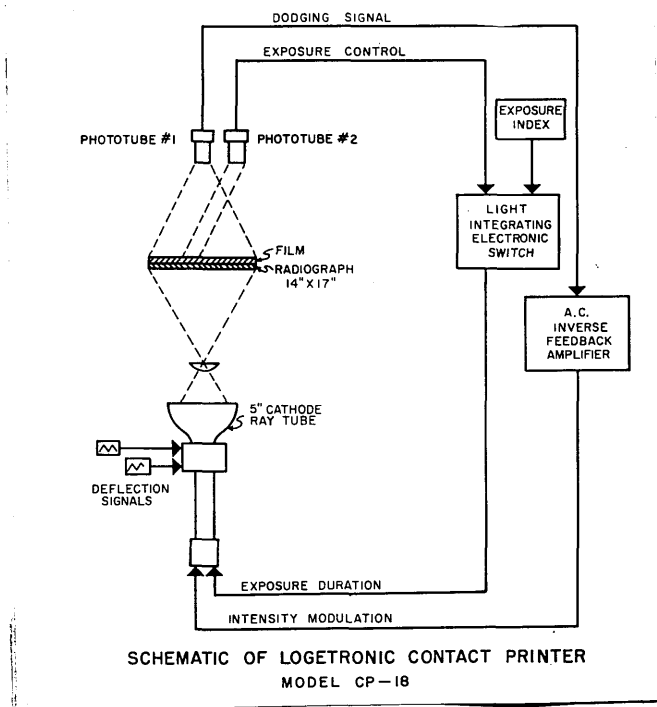 DODGING SIGNAL
EXPOSURE CONTROL
PHOTOTUBE #1
PHOTOTUBE #2
EXPOSURE
INDEX
LIGHT
INTEGRATING
ELECTRONIC
SWITCH
FILM
RADIOGRAPH
14" X 17"
A.C.
INVERSE
FEEDBACK
AMPLIFIER
5" CATHODE
RAY TUBE
DEFLECTION
SIGNALS
EXPOSURE DURATION
INTENSITY MODULATION
SCHEMATIC OF LOGETRONIC CONTACT PRINTER
MODEL CP-18